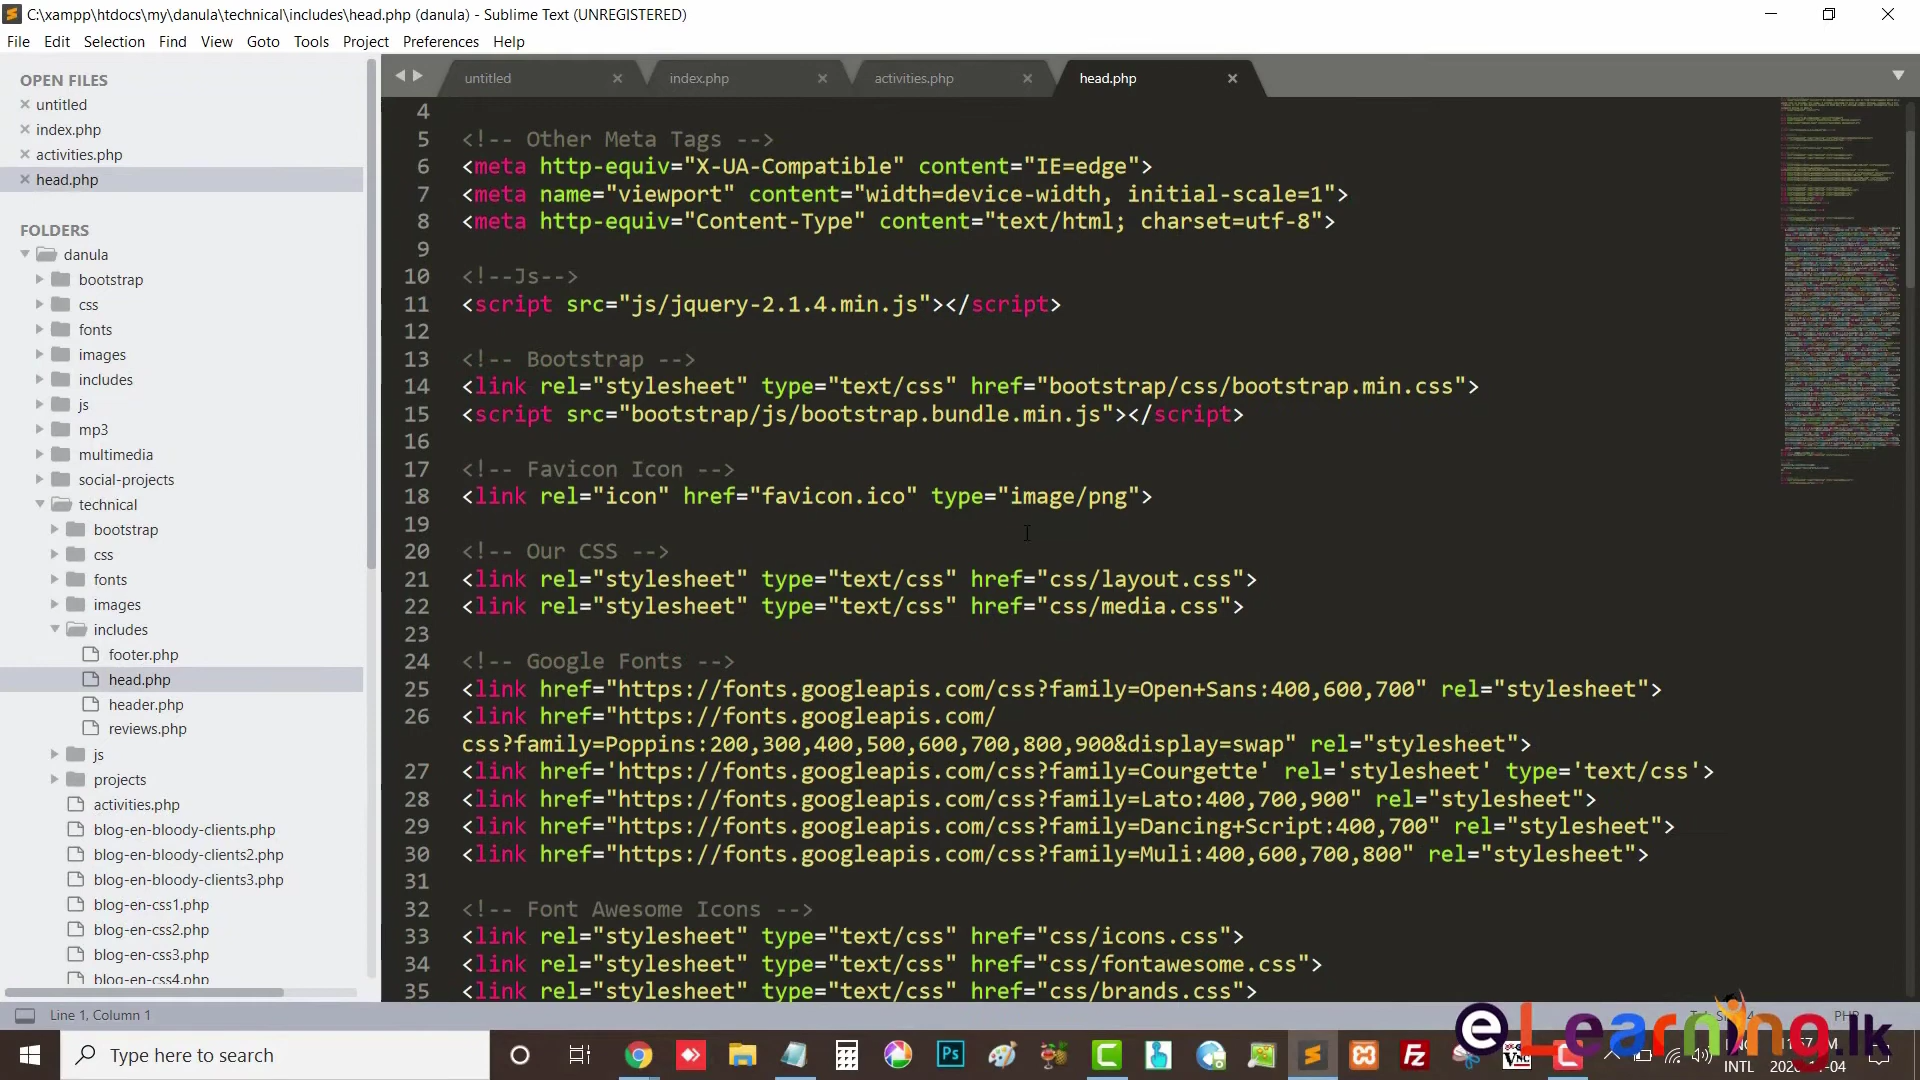 C:\xampp\htdocs\my\danula\technical\includes\head.php (danula) - Sublime Text (UNREGISTERED)
File Edit Selection Find View Goto Tools Project Preferences Help
OPEN FILES
untitled
index.php
activities.php
head.php
FOLDERS
danula
bootstrap
css
fonts
images
includes
js
mp3
multimedia
social-projects
technical
bootstrap
css
fonts
images
includes
footer.php
head.php
header.php
reviews.php
js
projects
activities.php
blog-en-bloody-clients.php
blog-en-bloody-clients2.php
blog-en-bloody-clients3.php
blog-en-css1.php
blog-en-css2.php
blog-en-css3.php
blog-en-css4.php
untitled index.php activities.php head.php
4
5 <!-- Other Meta Tags -->
6 <meta http-equiv="X-UA-Compatible" content="IE=edge">
7 <meta name="viewport" content="width=device-width, initial-scale=1">
8 <meta http-equiv="Content-Type" content="text/html; charset=utf-8">
9
10 <!--Js-->
11 <script src="js/jquery-2.1.4.min.js"></script>
12
13 <!-- Bootstrap -->
14 <link rel="stylesheet" type="text/css" href="bootstrap/css/bootstrap.min.css">
15 <script src="bootstrap/js/bootstrap.bundle.min.js"></script>
16
17 <!-- Favicon Icon -->
18 <link rel="icon" href="favicon.ico" type="image/png">
19
20 <!-- Our CSS -->
21 <link rel="stylesheet" type="text/css" href="css/layout.css">
22 <link rel="stylesheet" type="text/css" href="css/media.css">
23
24 <!-- Google Fonts -->
25 <link href="https://fonts.googleapis.com/css?family=Open+Sans:400,600,700" rel="stylesheet">
26 <link href="https://fonts.googleapis.com/
css?family=Poppins:200,300,400,500,600,700,800,900&display=swap" rel="stylesheet">
27 <link href='https://fonts.googleapis.com/css?family=Courgette' rel='stylesheet' type='text/css'>
28 <link href="https://fonts.googleapis.com/css?family=Lato:400,700,900" rel="stylesheet">
29 <link href="https://fonts.googleapis.com/css?family=Dancing+Script:400,700" rel="stylesheet">
30 <link href="https://fonts.googleapis.com/css?family=Muli:400,600,700,800" rel="stylesheet">
31
32 <!-- Font Awesome Icons -->
33 <link rel="stylesheet" type="text/css" href="css/icons.css">
34 <link rel="stylesheet" type="text/css" href="css/fontawesome.css">
35 <link rel="stylesheet" type="text/css" href="css/brands.css">
Line 1, Column 1
eLearning.lk
Type here to search
Ps
Fz
INTL